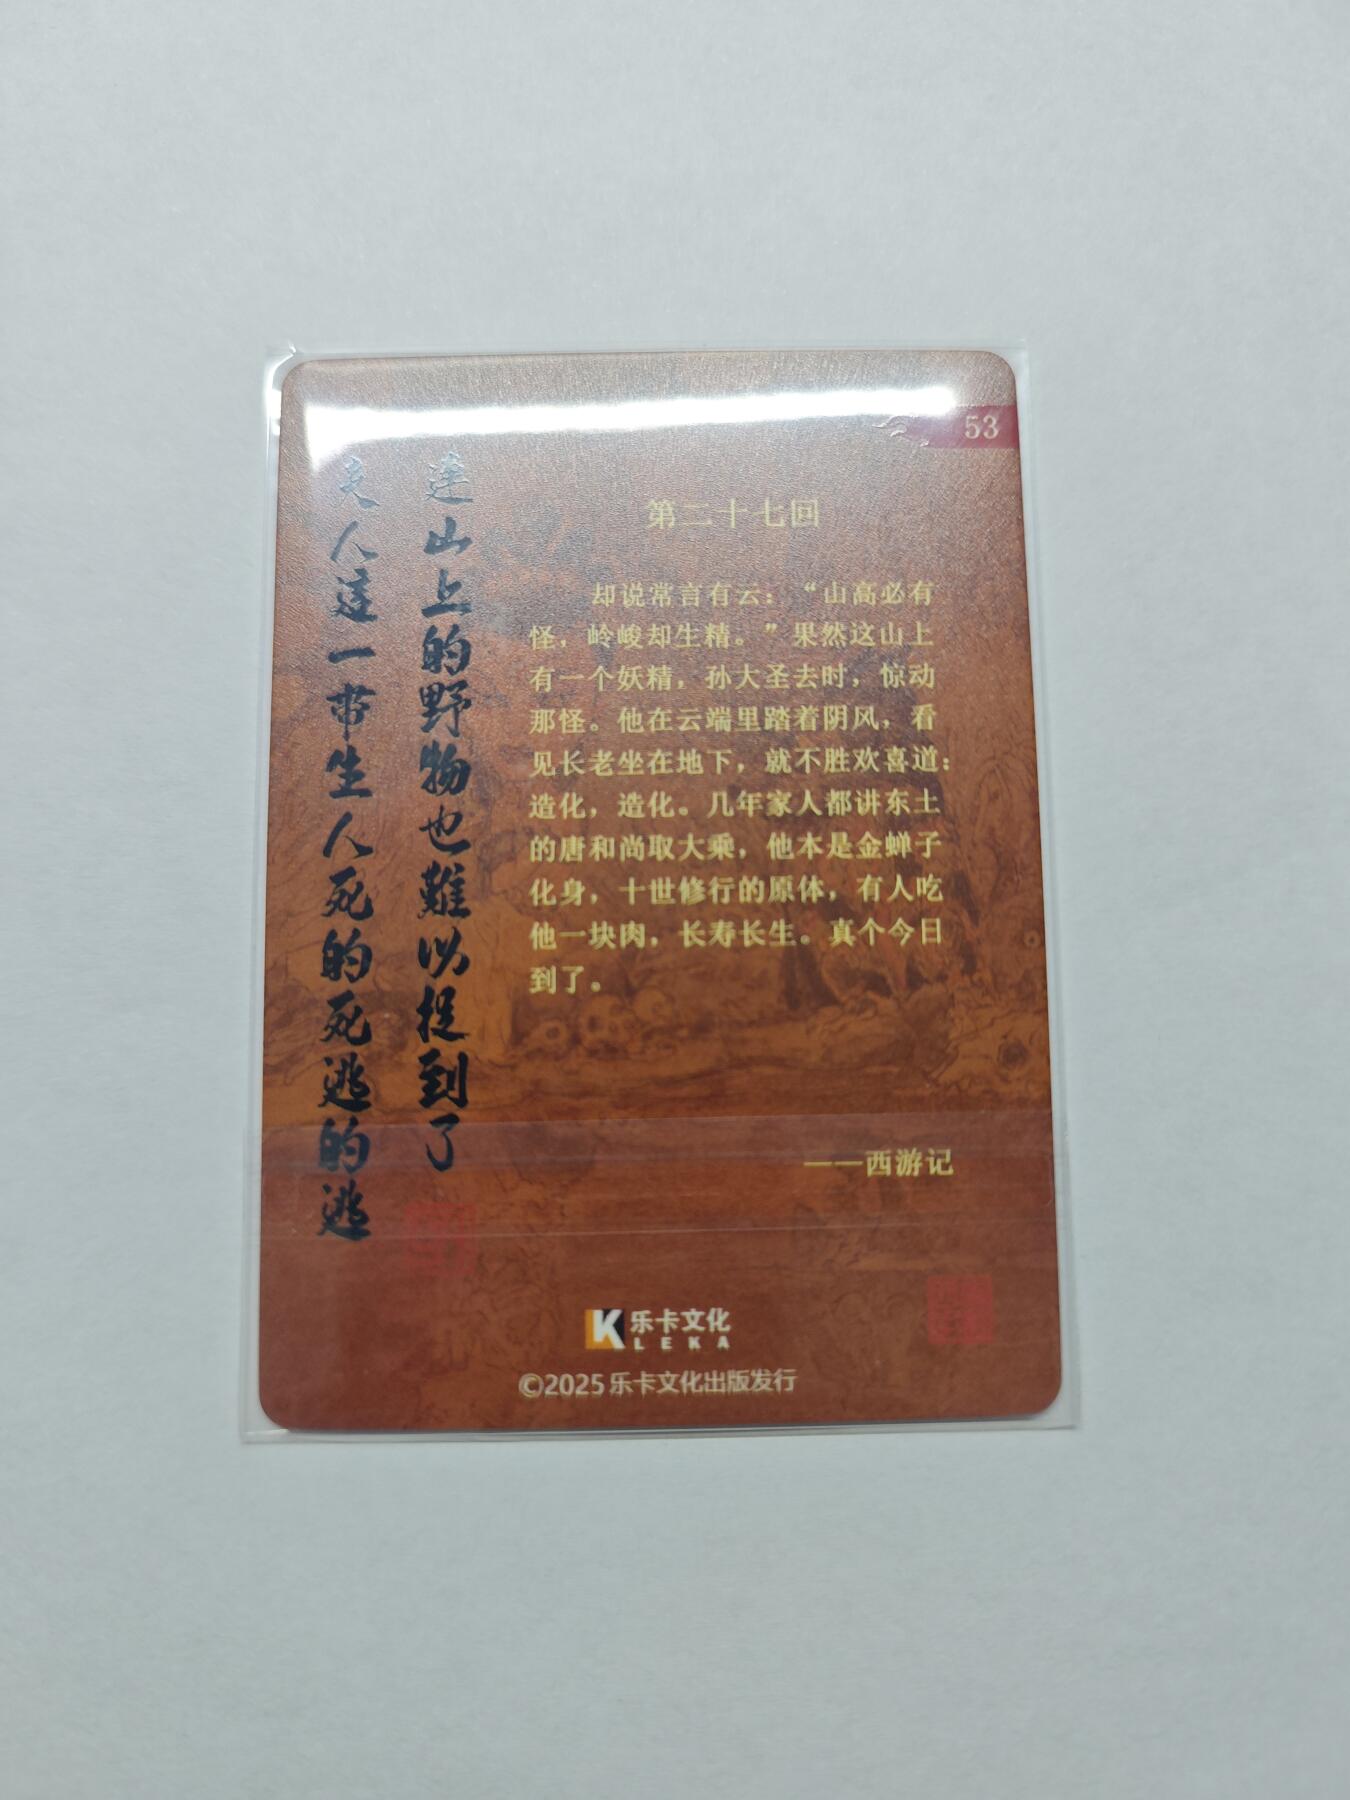 53
夫人這一带生人死的死逃的逃
連山上的野物也難以捉到了
第二十七回
却说常言有云：“山高必有
怪，岭峻却生精。”果然这山上
有一个妖精，孙大圣去时，惊动
那怪。他在云端里踏着阴风，看
见长老坐在地下，就不胜欢喜道：
造化，造化。几年家人都讲东土
的唐和尚取大乘，他本是金蝉子
化身，十世修行的原体，有人吃
他一块肉，长寿长生。真个今日
到了。
——西游记
K 乐卡文化
LEKA
©2025乐卡文化出版发行